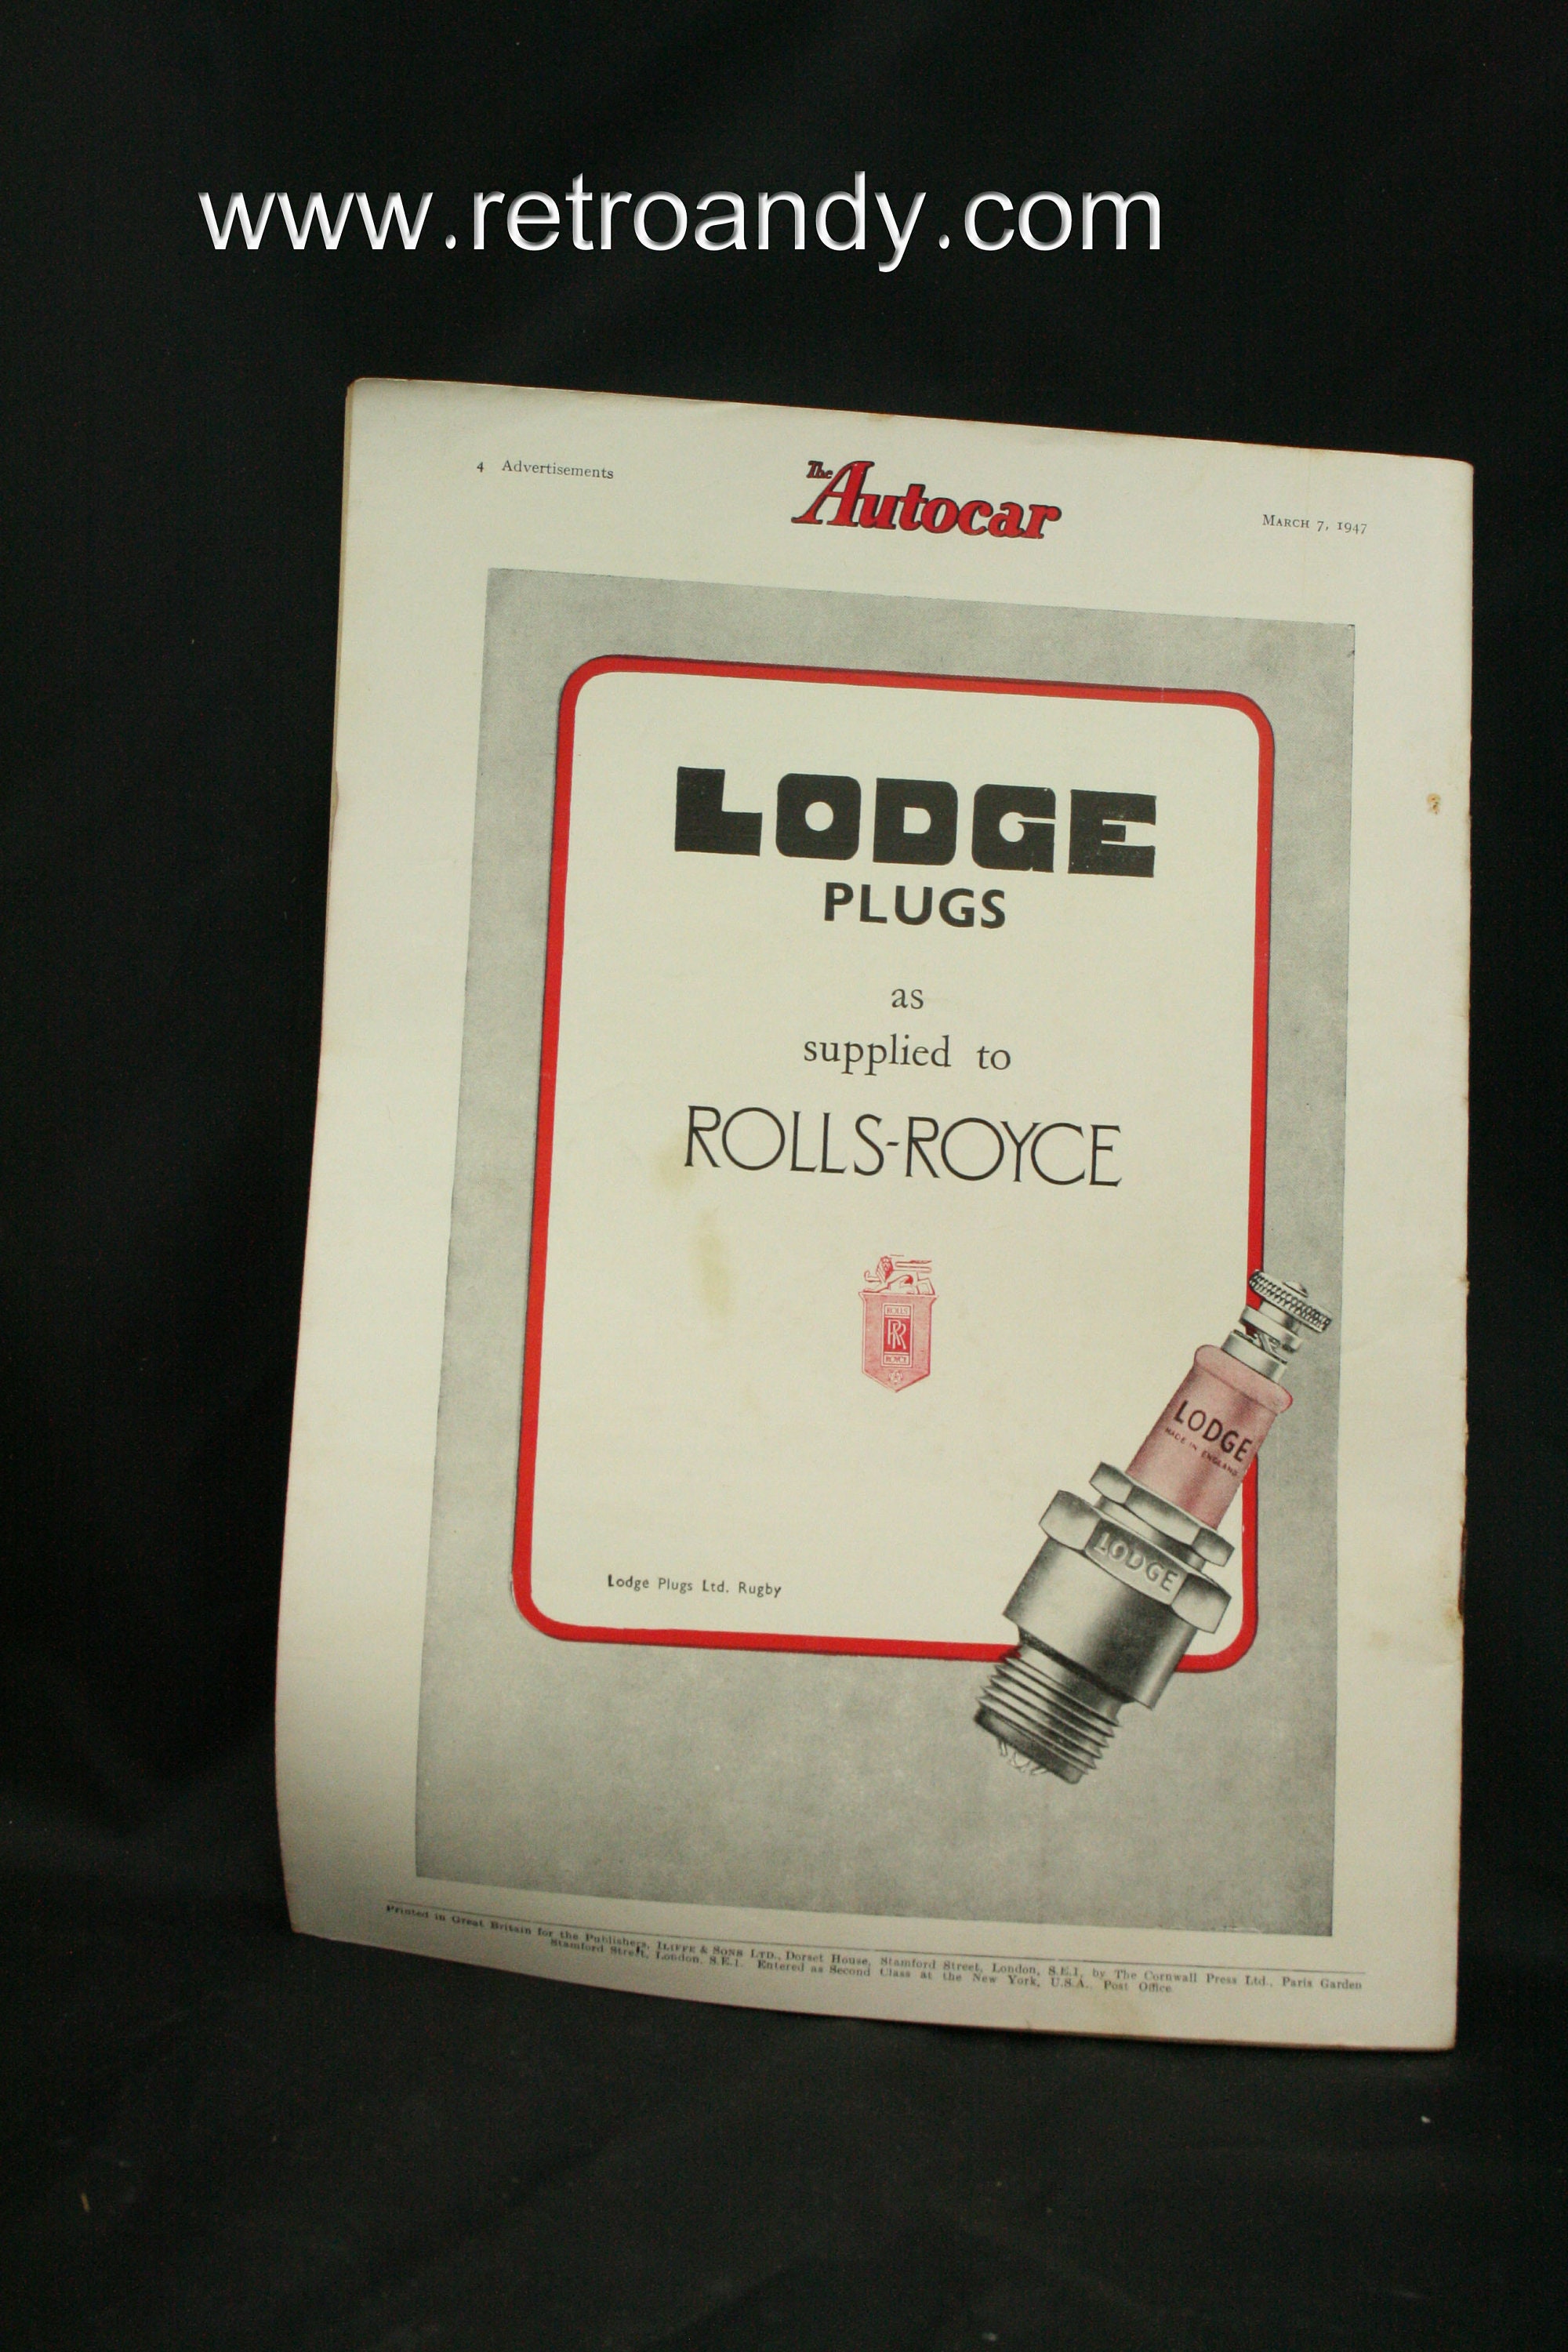 www.retroandy.com
4 Advertisements
The Autocar
MARCH 7, 1947
LODGE
PLUGS
as
supplied to
ROLLS-ROYCE
ROLLS
RR
ROYCE
LODGE
MADE IN ENGLAND
LODGE
Lodge Plugs Ltd. Rugby
Printed in Great Britain for the Publishers, ILIFFE & SONS LTD., Dorset House, Stamford Street, London, S.E.1, by The Cornwall Press Ltd., Paris Garden
Stamford Street, London, S.E.1. Entered as Second Class at the New York, U.S.A., Post Office